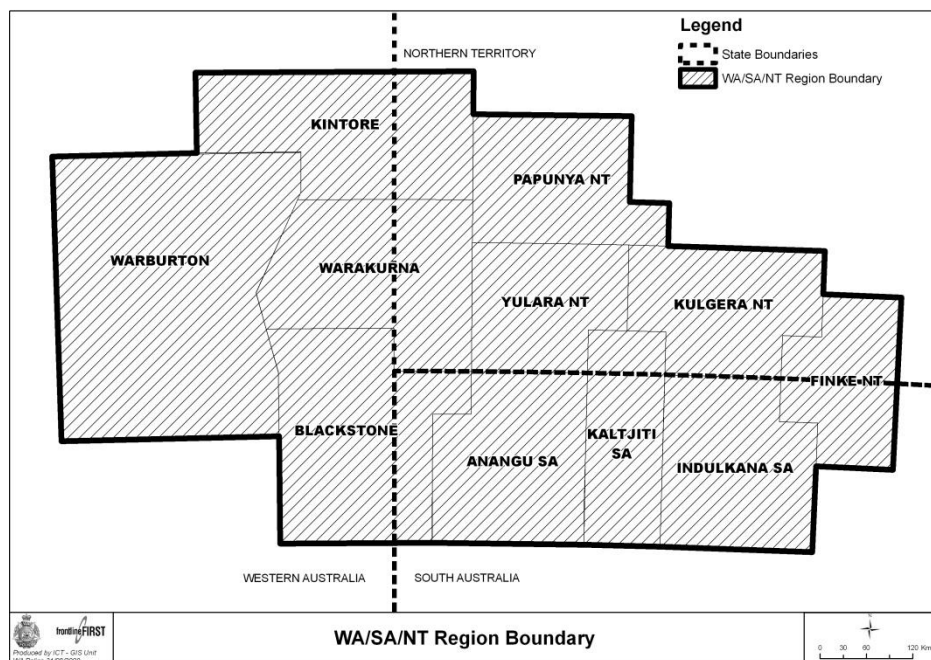 Legend
State Boundaries
WA/SA/NT Region Boundary
NORTHERN TERRITORY
KINTORE
PAPUNYA NT
WARBURTON
WARAKURNA
YULARA NT
KULGERA NT
FINKE NT
BLACKSTONE
ANANGU SA
KALTJITI
SA
INDULKANA SA
WESTERN AUSTRALIA
SOUTH AUSTRALIA
frontlineFIRST
Produced by ICT - GIS Unit
WA/SA/NT Region Boundary
0 30 60 120 Km